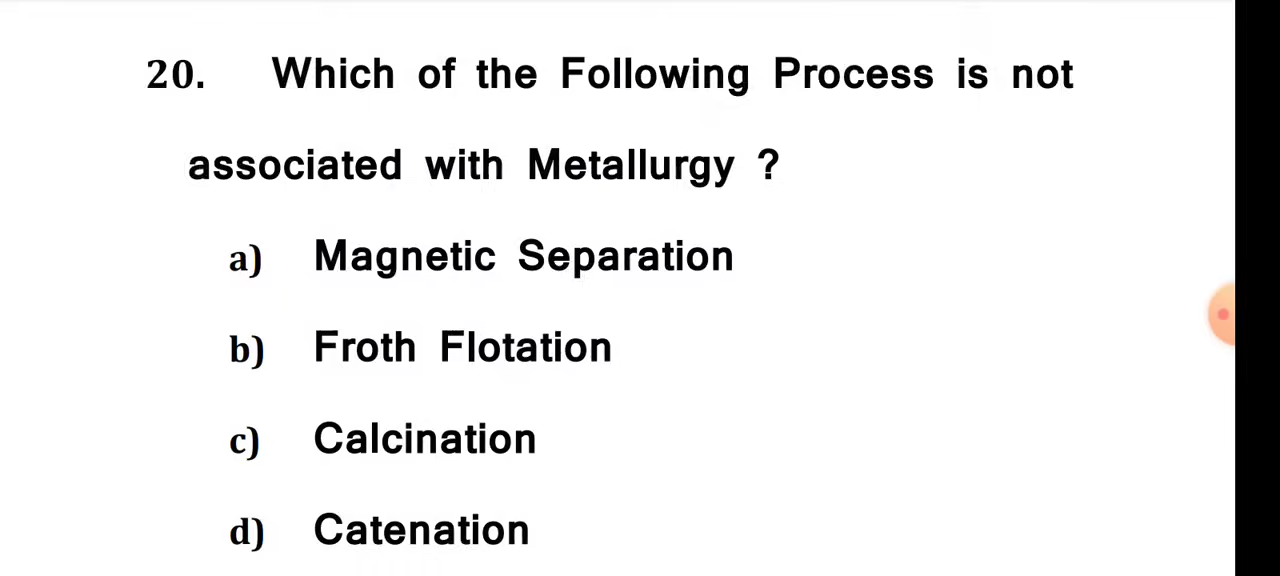 20. Which of the Following Process is not
associated with Metallurgy ?
a) Magnetic Separation
b) Froth Flotation
c) Calcination
d) Catenation